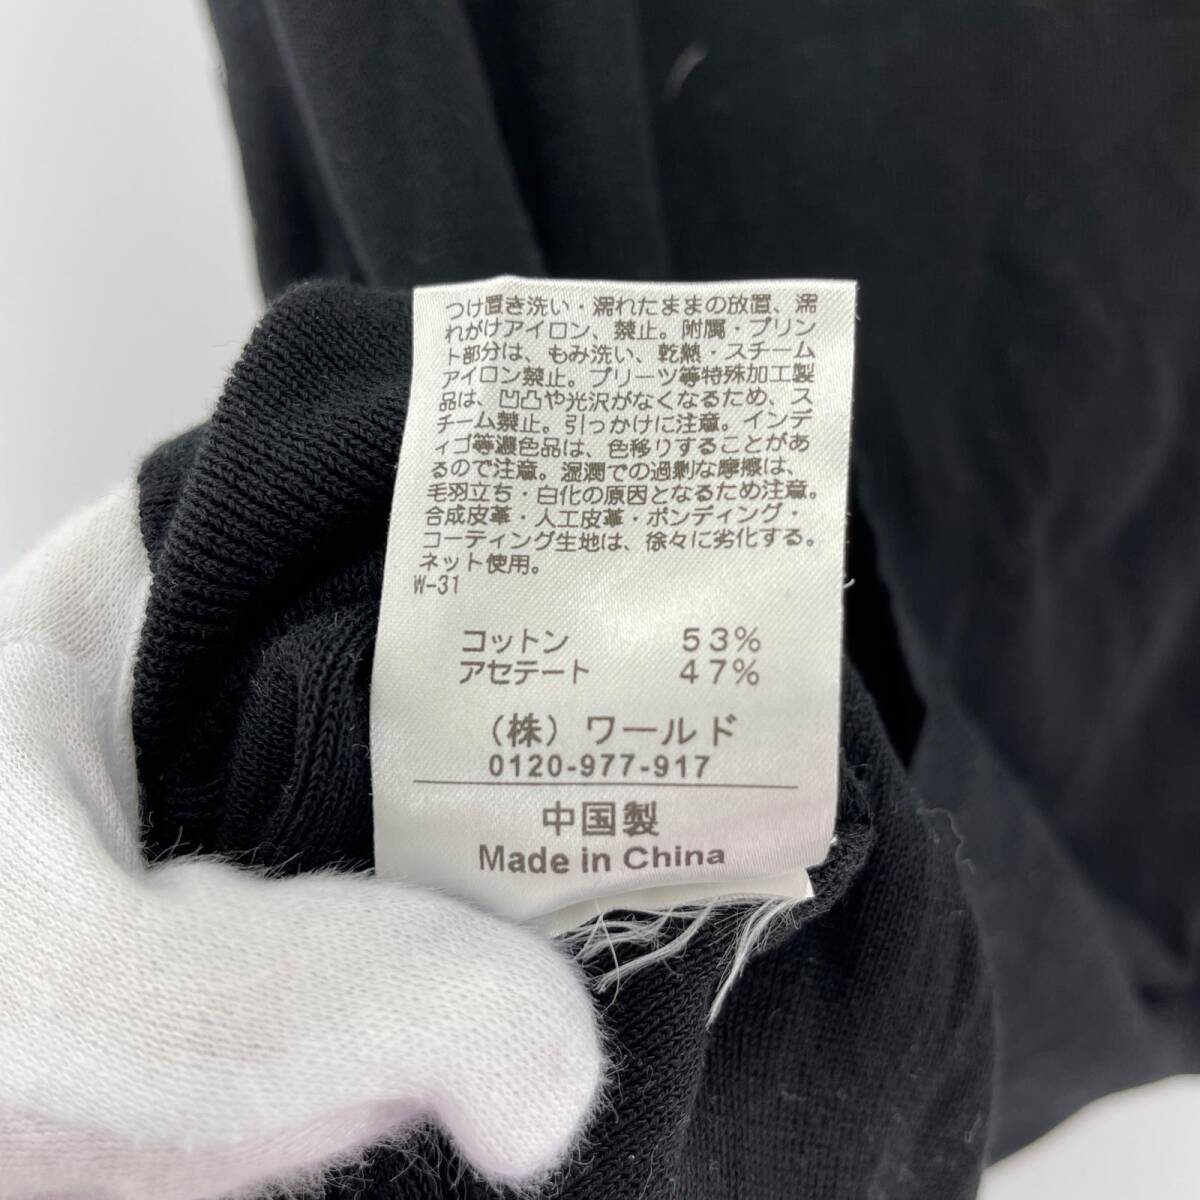 つけ置き洗い・濡れたままの放置、濡
れがけアイロン、禁止。附属・プリン
ト部分は、もみ洗い、乾熱・スチーム
アイロン禁止。プリーツ等特殊加工製
品は、凹凸や光沢がなくなるため、ス
チーム禁止。引っかけに注意。インデ
ィゴ等濃色品は、色移りすることがあ
るので注意。湿潤での過剰な摩擦は、
毛羽立ち・白化の原因となるため注意。
合成皮革・人工皮革・ボンディング・
コーティング生地は、徐々に劣化する。
ネット使用。
W-31
コットン 53%
アセテート 47%
（株）ワールド
0120-977-917
中国製
Made in China